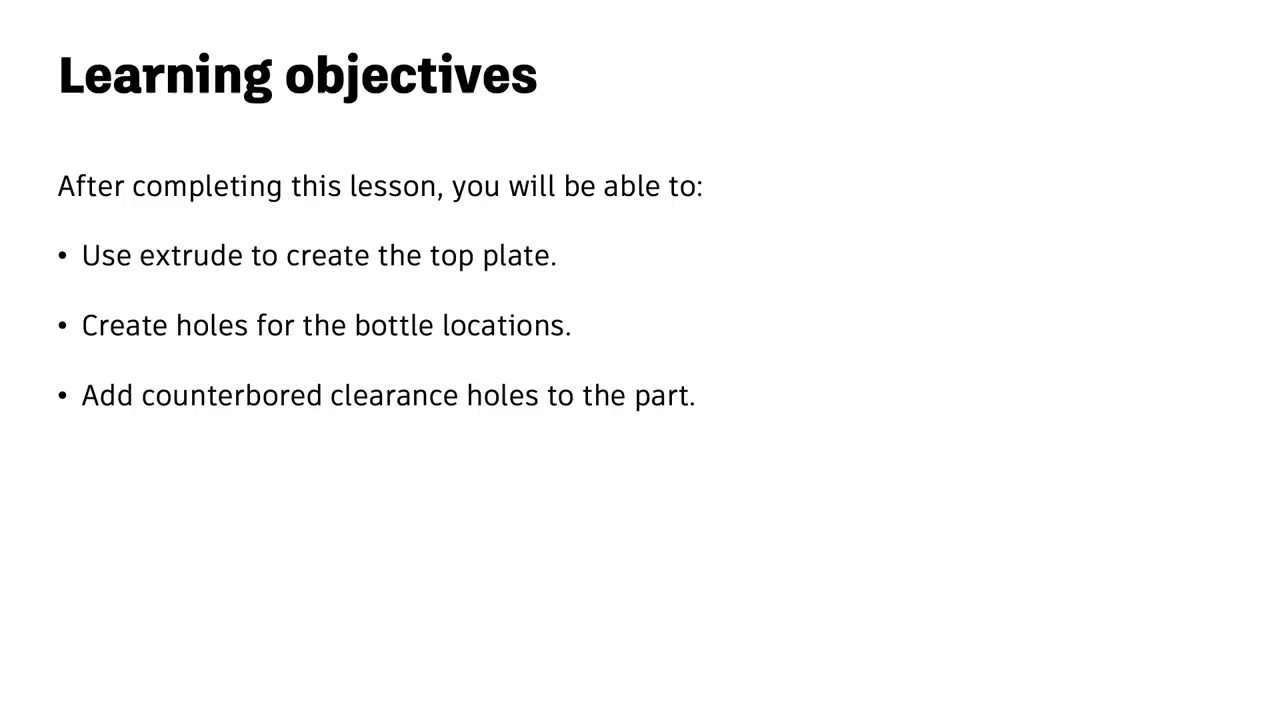 Learning objectives
After completing this lesson, you will be able to:
• Use extrude to create the top plate.
• Create holes for the bottle locations.
• Add counterbored clearance holes to the part.